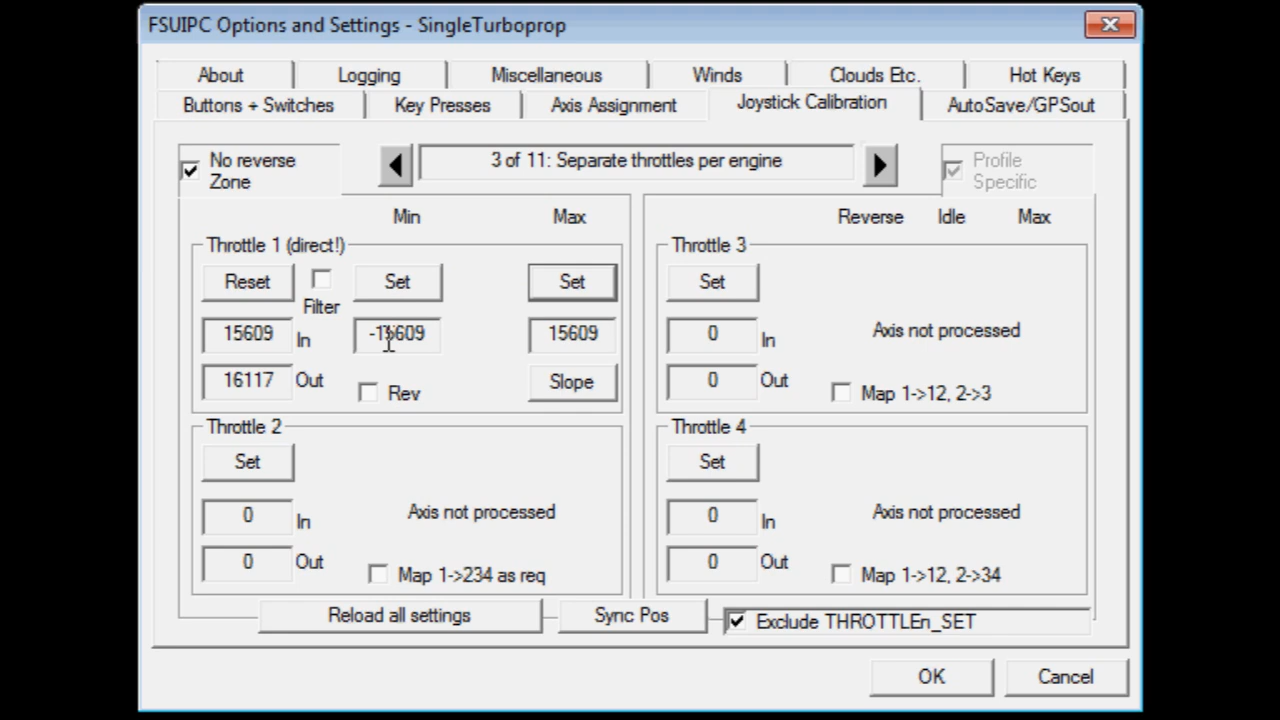 FSUIPC Options and Settings - SingleTurboprop
About
Logging
Miscellaneous
Winds
Clouds Etc.
Hot Keys
Buttons + Switches
Key Presses
Axis Assignment
Joystick Calibration
AutoSave/GPSout
No reverse
Zone
3 of 11: Separate throttles per engine
Profile
Specific
Min
Max
Throttle 1 (direct!)
Reset
Filter
Set
Set
15609
In
-15609
15609
16117
Out
Rev
Slope
Throttle 2
Set
0
In
Axis not processed
0
Out
Map 1->234 as req
Reverse
Idle
Max
Throttle 3
Set
0
In
Axis not processed
0
Out
Map 1->12, 2->3
Throttle 4
Set
0
In
Axis not processed
0
Out
Map 1->12, 2->34
Reload all settings
Sync Pos
Exclude THROTTLEn_SET
OK
Cancel